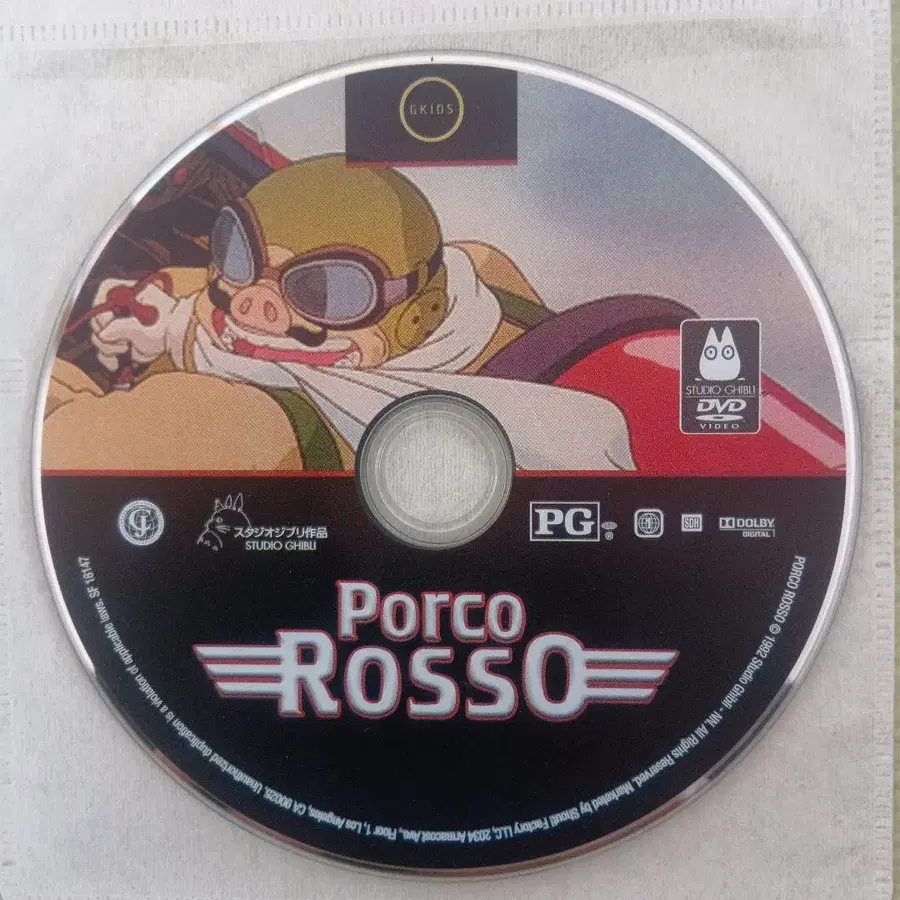 GKIDS
STUDIO GHIBLI
DVD
VIDEO
スタジオジブリ作品
STUDIO GHIBLI
PG
1
SDH
DOLBY
DIGITAL
Porco
ROSSO
PORCO ROSSO © 1992 Studio Ghibli - NN. All Rights Reserved. Marketed by Shout! Factory LLC, 2034 Armacost Ave., Floor 1, Los Angeles, CA 90025. Unauthorized duplication is a violation of applicable laws. SF 18147